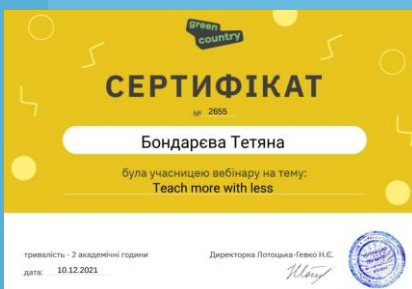 green
country
СЕРТИФІКАТ
№ 2655
Бондарєва Тетяна
була учасницею вебінару на тему:
Teach more with less
тривалість - 2 академічні години
Директорка Лотоцька-Гевко Н.Є.
дата: 10.12.2021